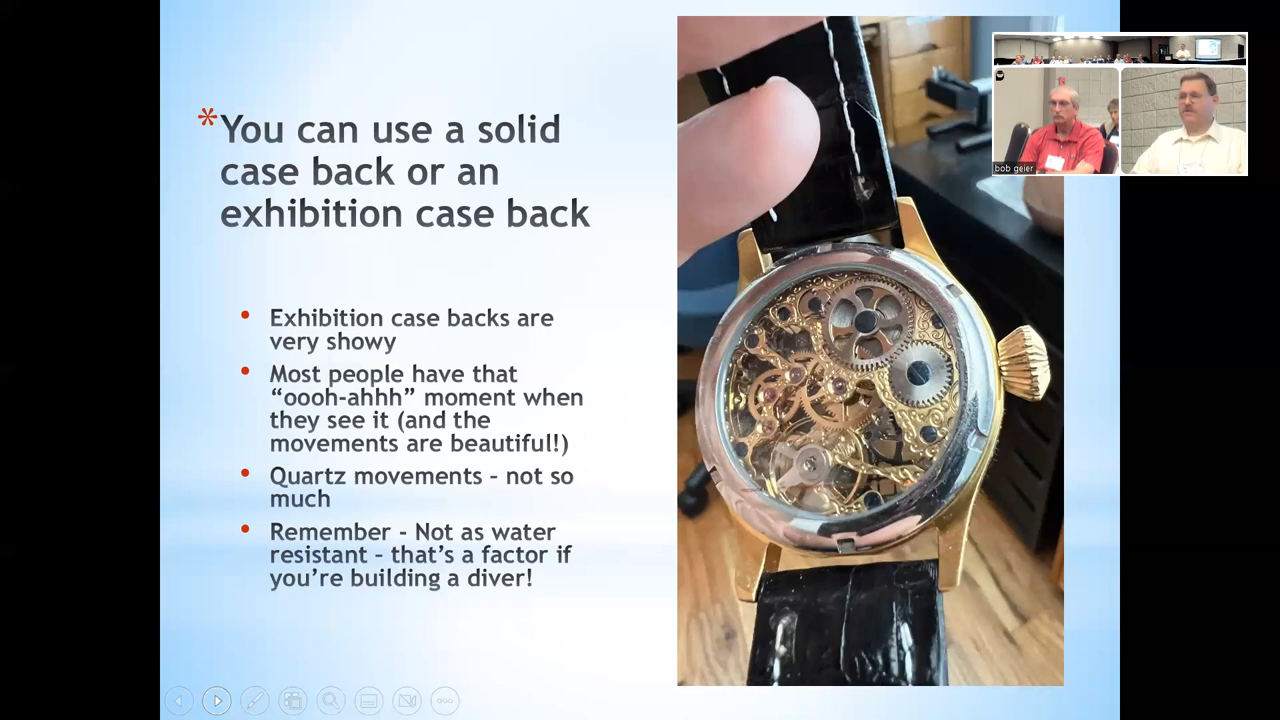 *You can use a solid
case back or an
exhibition case back
• Exhibition case backs are
very showy
• Most people have that
“oooh-ahhh” moment when
they see it (and the
movements are beautiful!)
• Quartz movements – not so
much
• Remember - Not as water
resistant – that’s a factor if
you’re building a diver!
bob geier